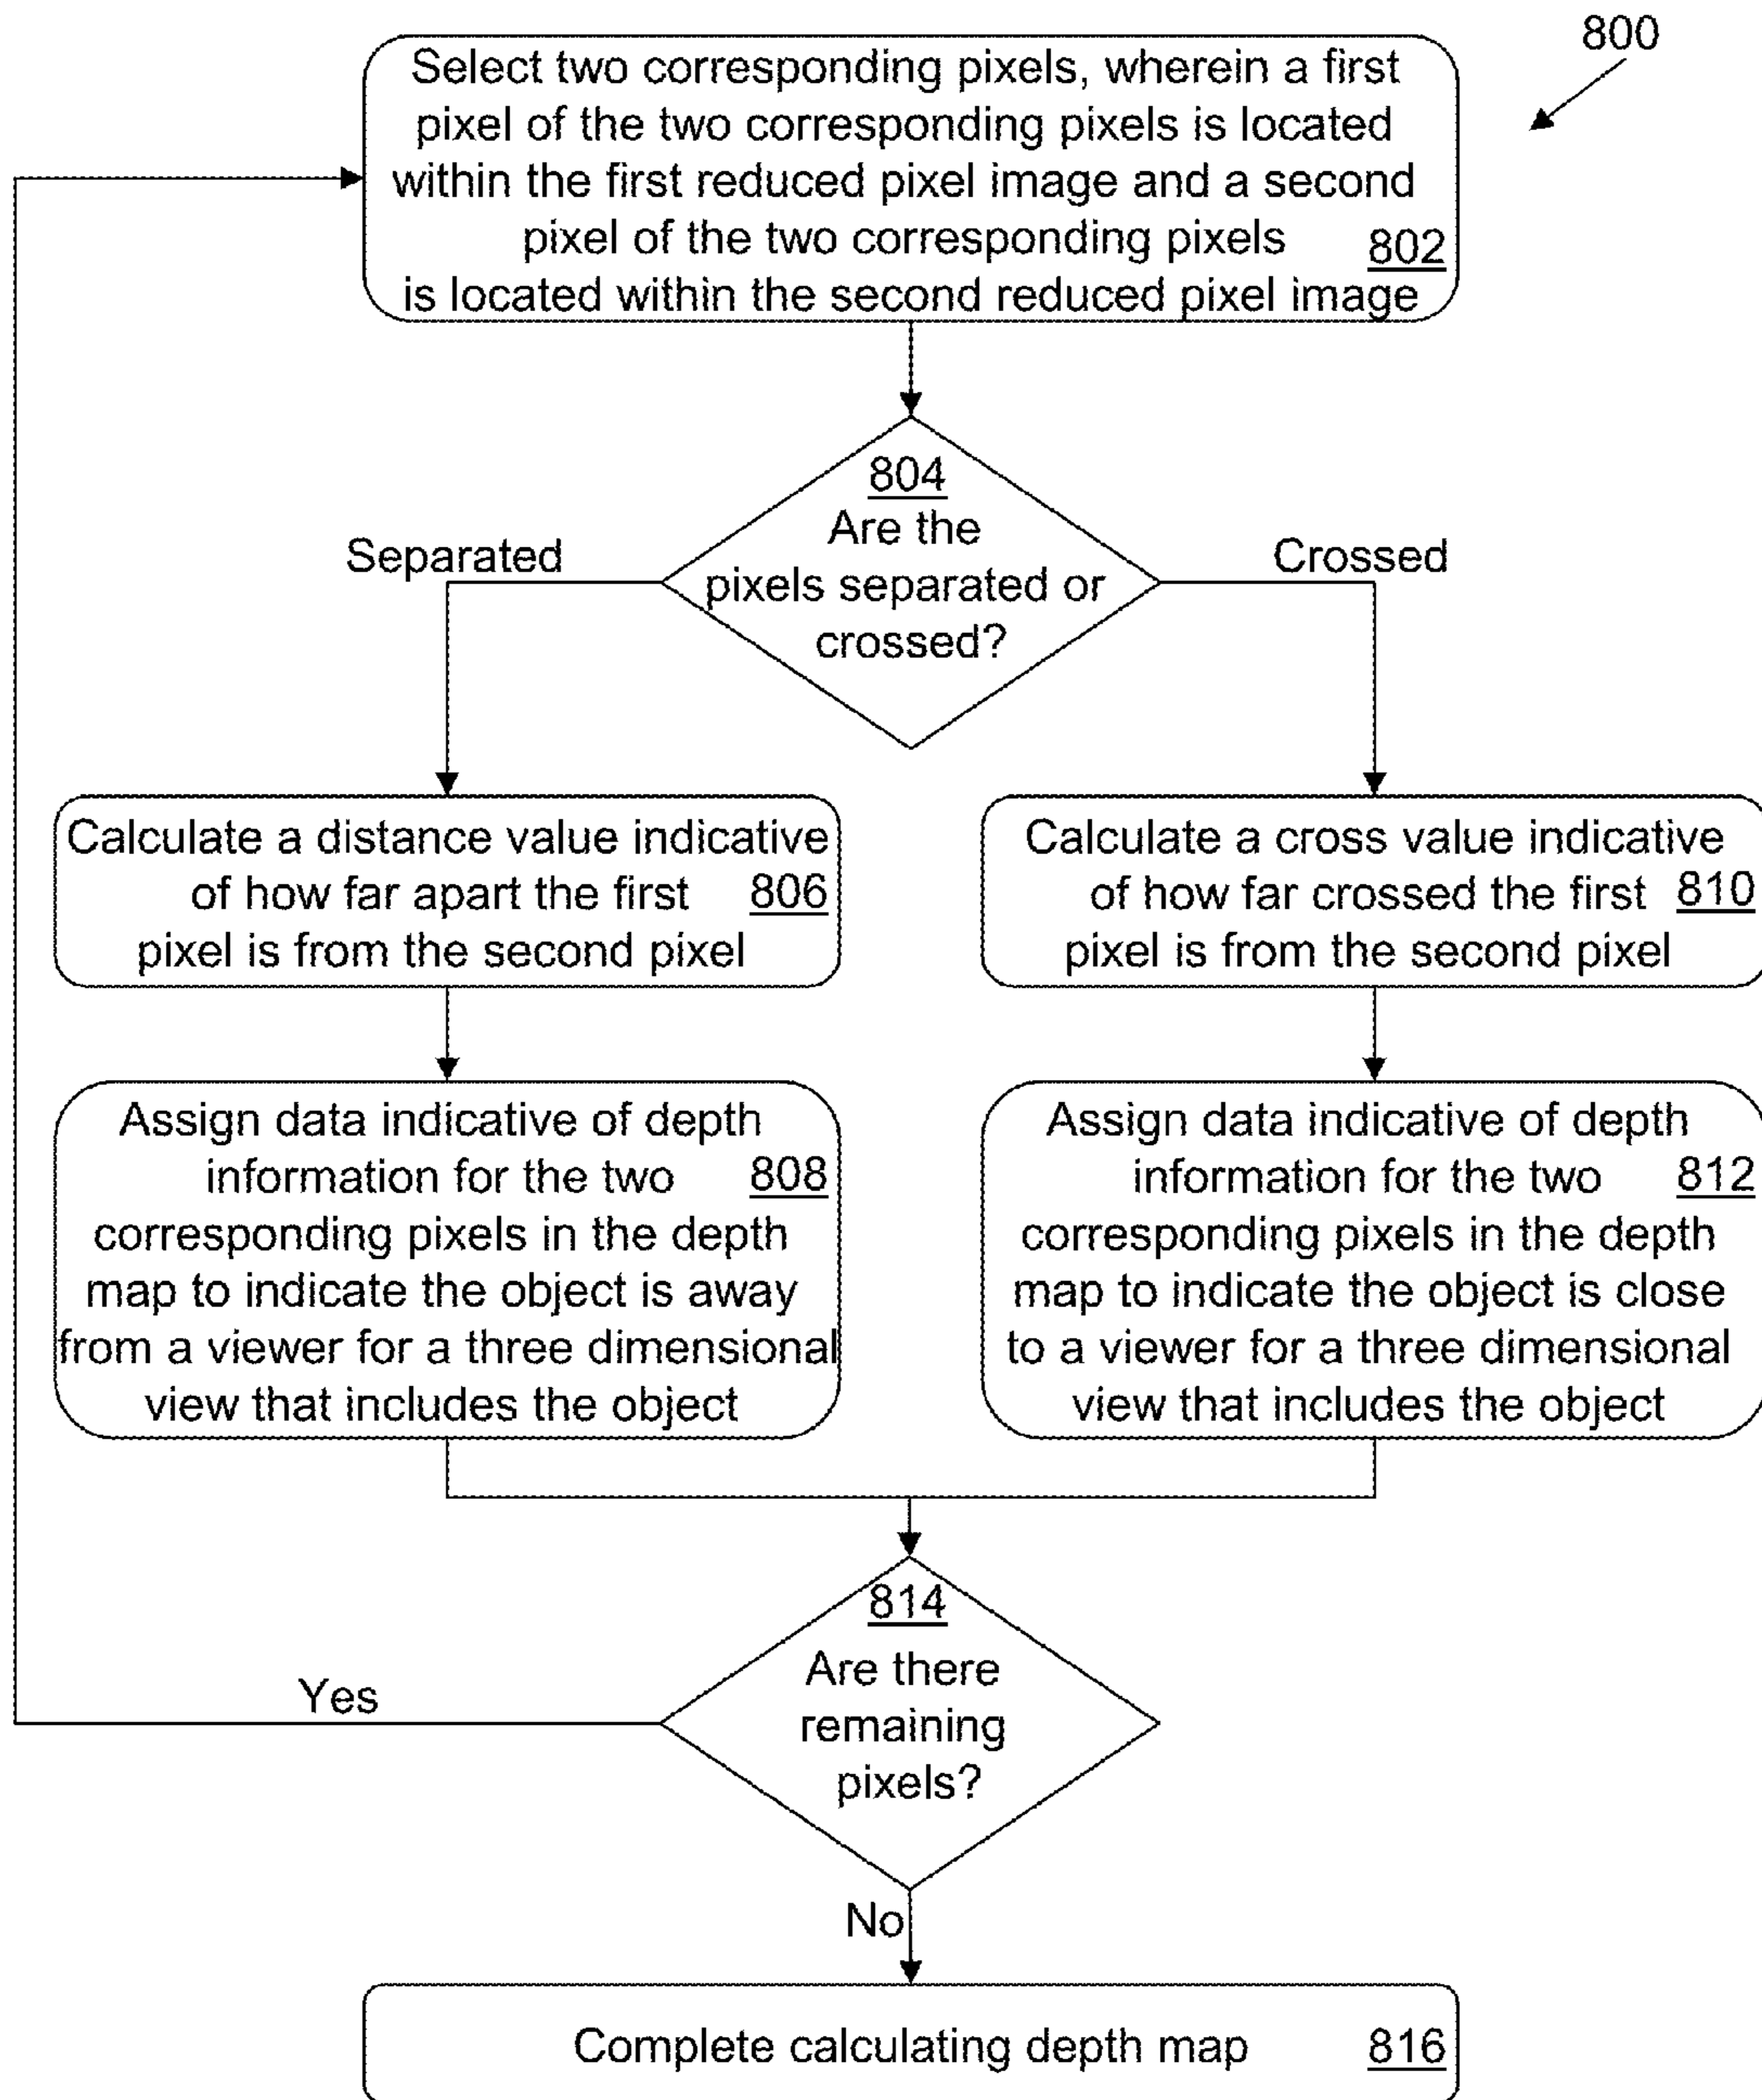 800
Select two corresponding pixels, wherein a first
pixel of the two corresponding pixels is located
within the first reduced pixel image and a second
pixel of the two corresponding pixels 802
is located within the second reduced pixel image
804
Are the
pixels separated or
crossed?
Separated
Crossed
Calculate a distance value indicative
of how far apart the first 806
pixel is from the second pixel
Calculate a cross value indicative
of how far crossed the first 810
pixel is from the second pixel
Assign data indicative of depth
information for the two 808
corresponding pixels in the depth
map to indicate the object is away
from a viewer for a three dimensional
view that includes the object
Assign data indicative of depth
information for the two 812
corresponding pixels in the depth
map to indicate the object is close
to a viewer for a three dimensional
view that includes the object
814
Are there
remaining
pixels?
Yes
No
Complete calculating depth map 816